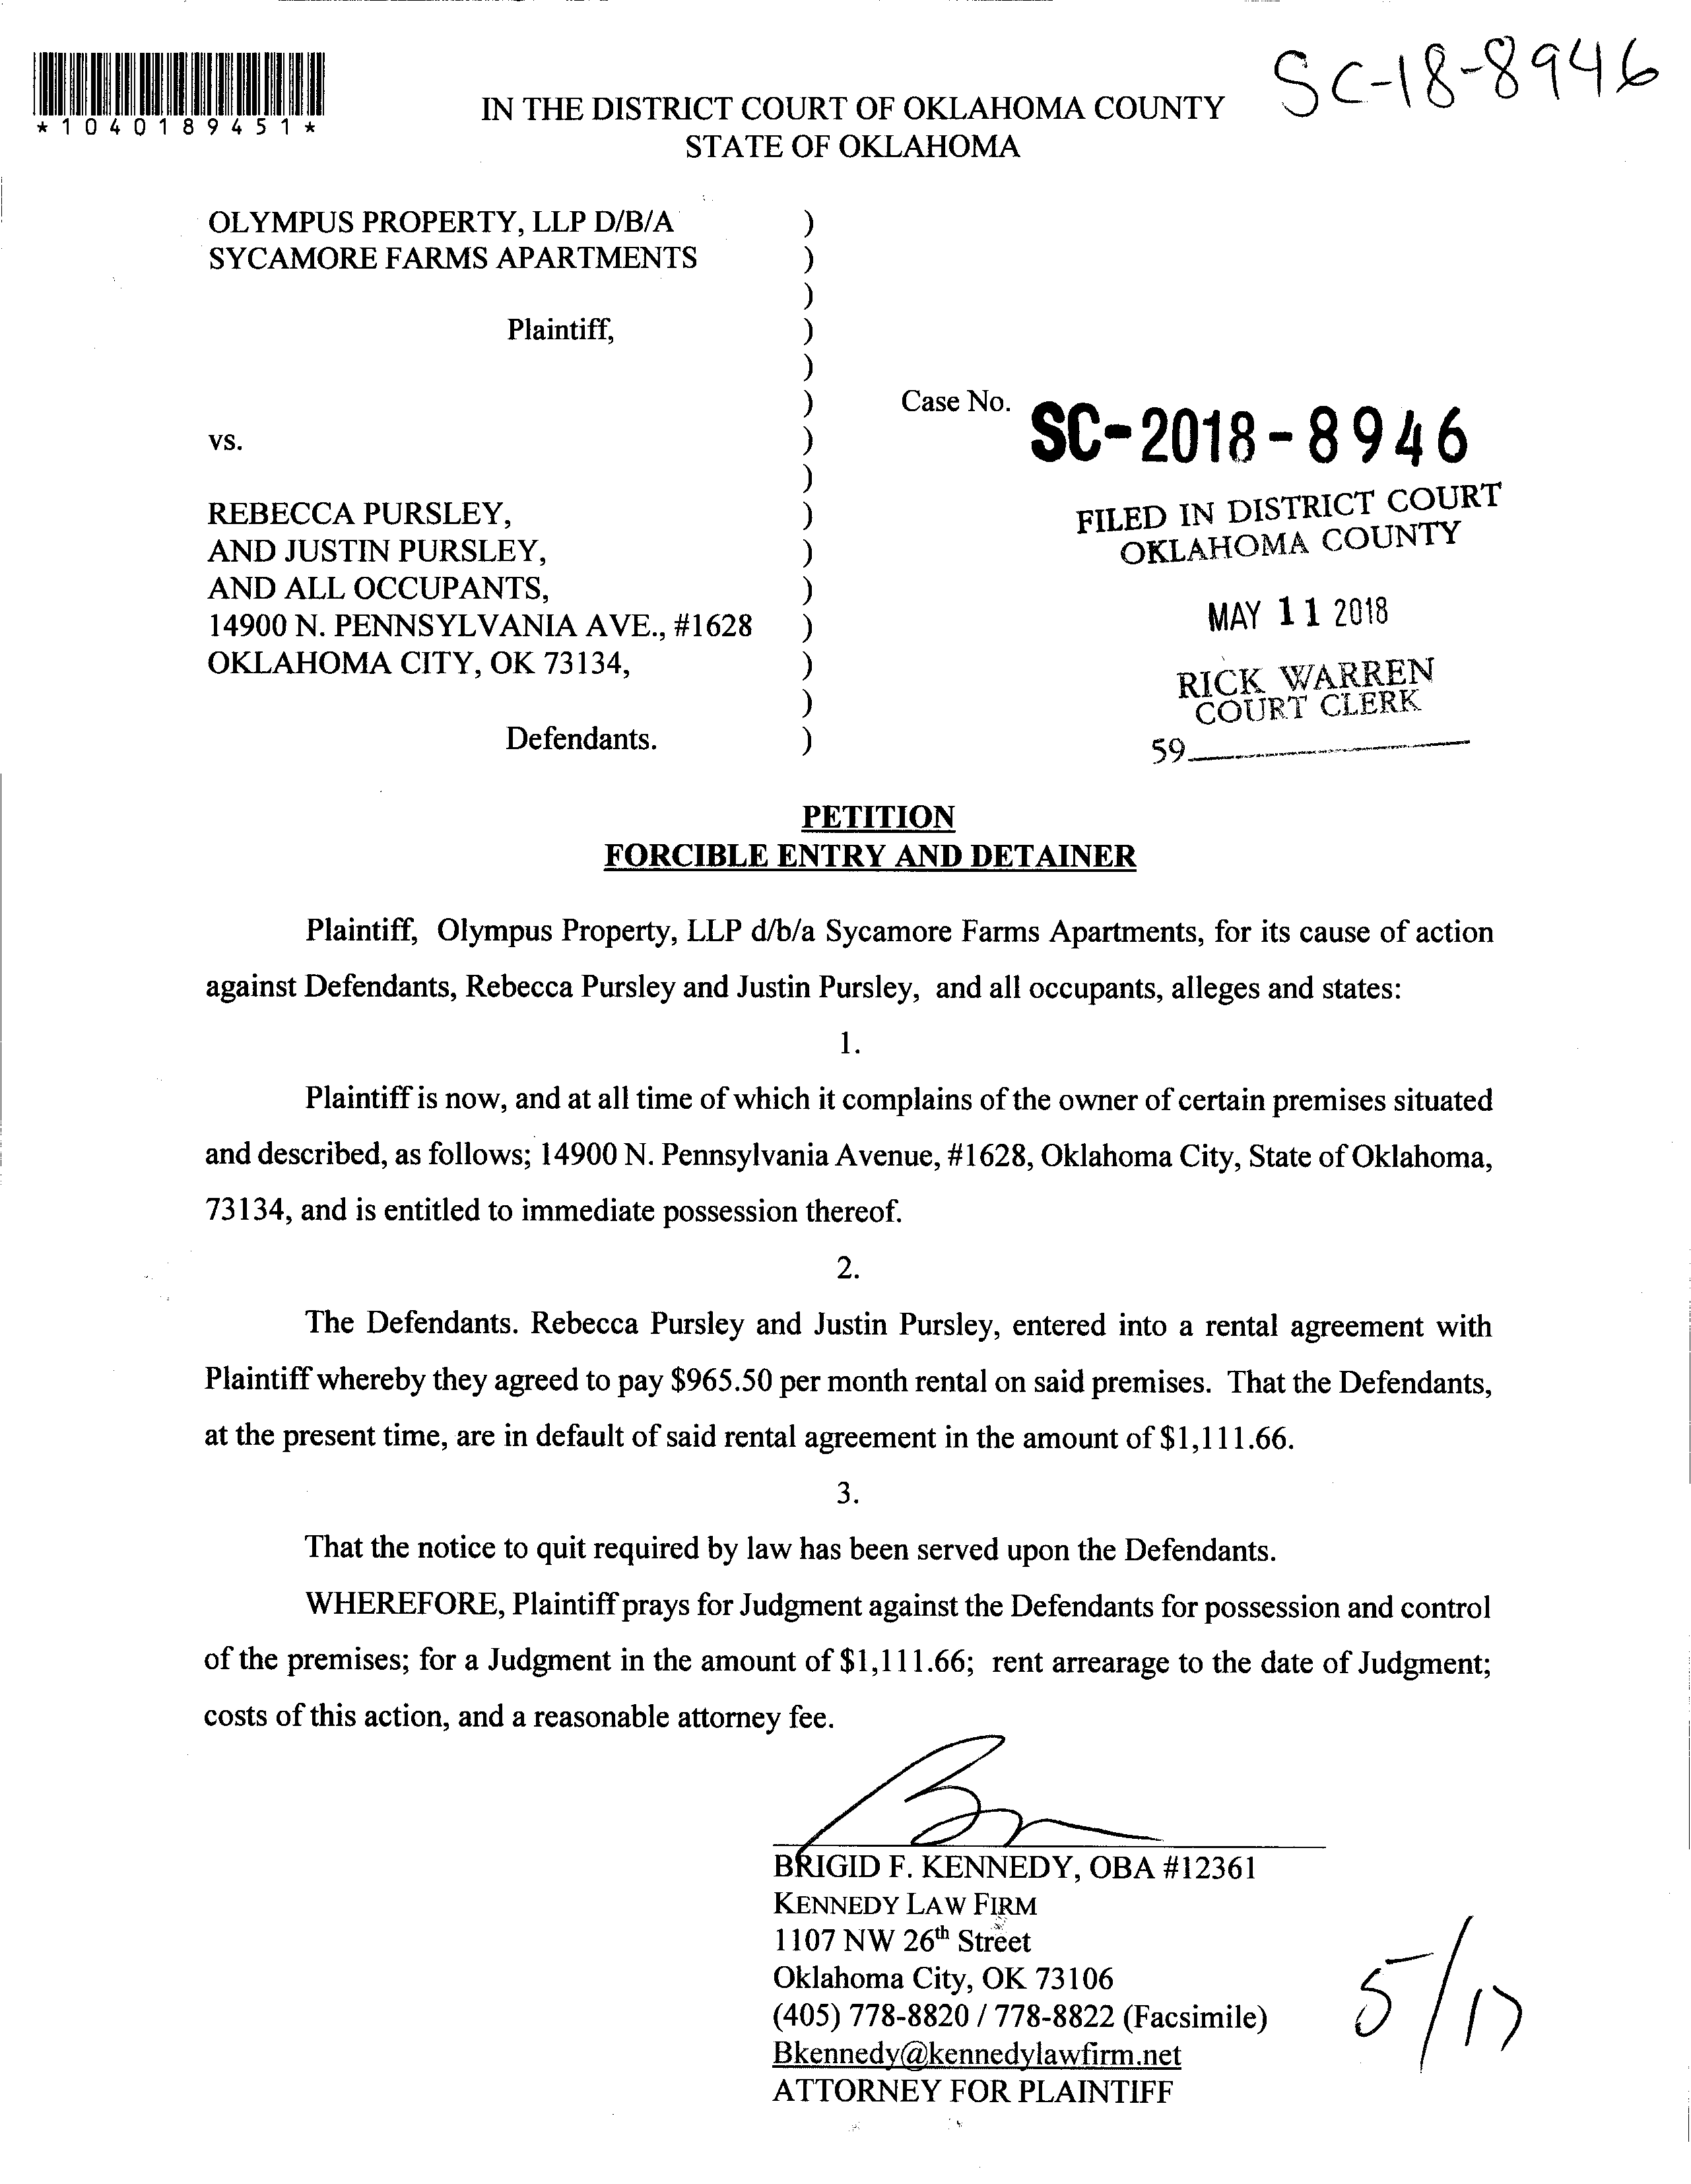 SC-18-8946
*1040189451*
IN THE DISTRICT COURT OF OKLAHOMA COUNTY
STATE OF OKLAHOMA
OLYMPUS PROPERTY, LLP D/B/A )
SYCAMORE FARMS APARTMENTS )
)
Plaintiff, )
)
) Case No. SC-2018-8946
vs. )
)
REBECCA PURSLEY, )
AND JUSTIN PURSLEY, )
AND ALL OCCUPANTS, )
14900 N. PENNSYLVANIA AVE., #1628 )
OKLAHOMA CITY, OK 73134, )
)
Defendants. )
FILED IN DISTRICT COURT
OKLAHOMA COUNTY
MAY 11 2018
RICK WARREN
COURT CLERK
59
PETITION
FORCIBLE ENTRY AND DETAINER
Plaintiff, Olympus Property, LLP d/b/a Sycamore Farms Apartments, for its cause of action
against Defendants, Rebecca Pursley and Justin Pursley, and all occupants, alleges and states:
1.
Plaintiff is now, and at all time of which it complains of the owner of certain premises situated
and described, as follows; 14900 N. Pennsylvania Avenue, #1628, Oklahoma City, State of Oklahoma,
73134, and is entitled to immediate possession thereof.
2.
The Defendants. Rebecca Pursley and Justin Pursley, entered into a rental agreement with
Plaintiff whereby they agreed to pay $965.50 per month rental on said premises. That the Defendants,
at the present time, are in default of said rental agreement in the amount of $1,111.66.
3.
That the notice to quit required by law has been served upon the Defendants.
WHEREFORE, Plaintiff prays for Judgment against the Defendants for possession and control
of the premises; for a Judgment in the amount of $1,111.66; rent arrearage to the date of Judgment;
costs of this action, and a reasonable attorney fee.
BRIGID F. KENNEDY, OBA #12361
KENNEDY LAW FIRM
1107 NW 26th Street
Oklahoma City, OK 73106
(405) 778-8820 / 778-8822 (Facsimile)
Bkennedy@kennedylawfirm.net
ATTORNEY FOR PLAINTIFF
5/17